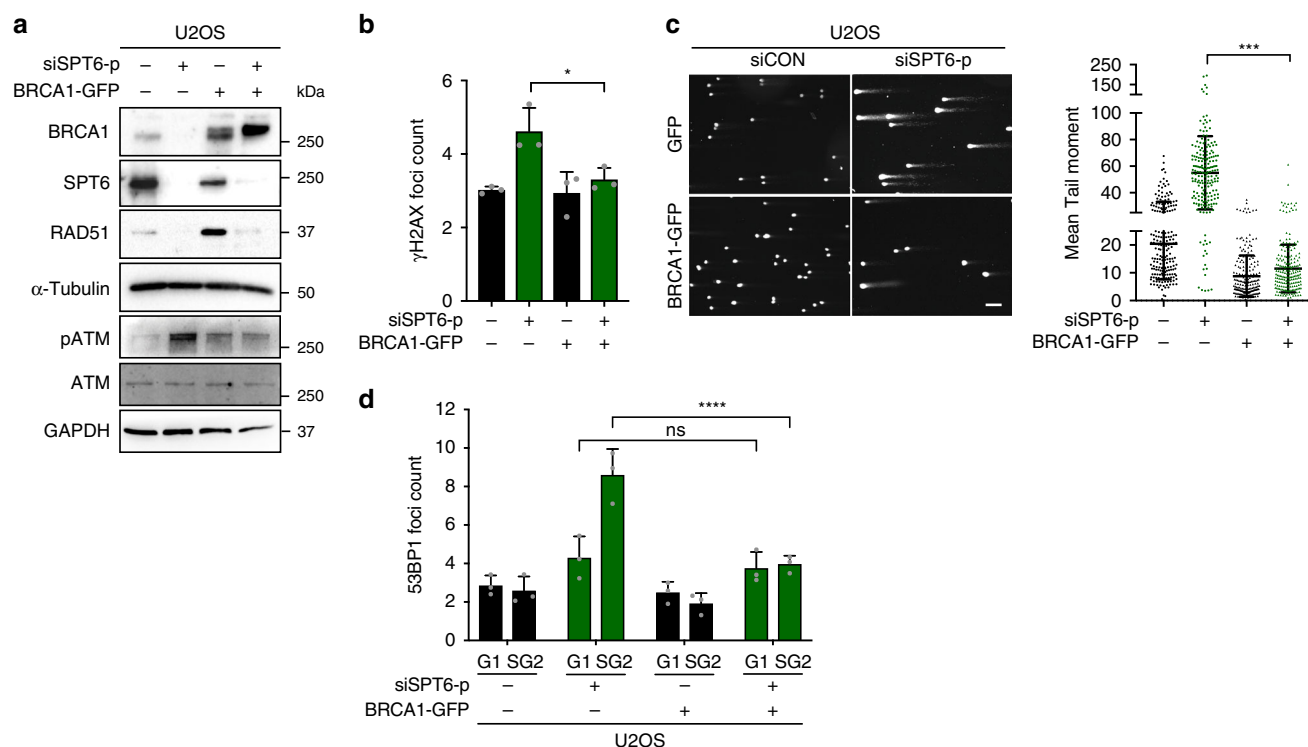 a
U2OS
siSPT6-p – + – +
BRCA1-GFP – – + + kDa
BRCA1 250
SPT6 250
RAD51 37
α-Tubulin 50
pATM 250
ATM 250
GAPDH 37
b
6
*
4
2
0
γH2AX foci count
siSPT6-p – + – +
BRCA1-GFP – – + +
c
U2OS
siCON siSPT6-p
GFP
BRCA1-GFP
***
250
150
100
80
60
40
20
10
0
Mean Tail moment
siSPT6-p – + – +
BRCA1-GFP – – + +
d
12
10
8
6
4
2
0
53BP1 foci count
****
ns
G1 SG2 G1 SG2 G1 SG2 G1 SG2
siSPT6-p – + – +
BRCA1-GFP – – + +
U2OS